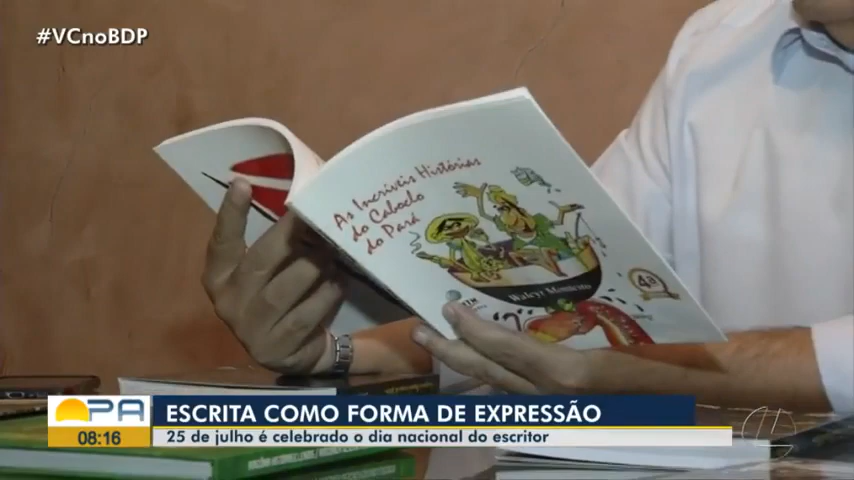 #VCnoBDP
As Incríveis Histórias
do Caboclo
do Pará
Walcyr Monteiro
4ª
PA
ESCRITA COMO FORMA DE EXPRESSÃO
08:16
25 de julho é celebrado o dia nacional do escritor